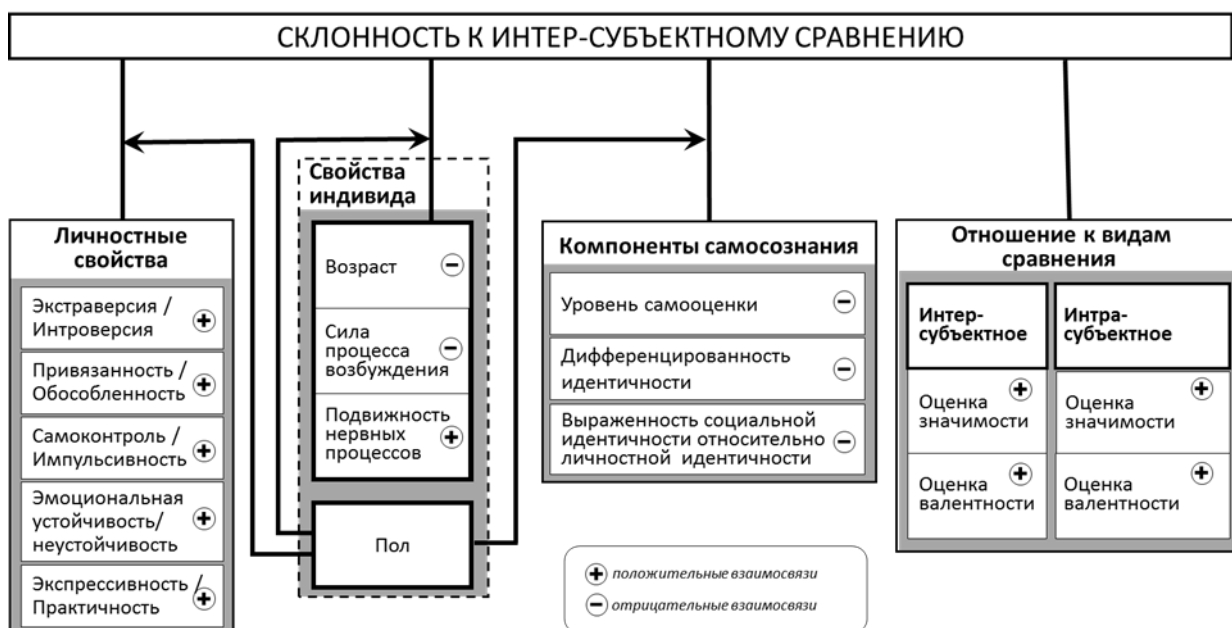 СКЛОННОСТЬ К ИНТЕР-СУБЪЕКТНОМУ СРАВНЕНИЮ
Личностные
свойства
Экстраверсия /
Интроверсия
+
Привязанность /
Обособленность
+
Самоконтроль /
Импульсивность
+
Эмоциональная
устойчивость/
неустойчивость
+
Экспрессивность /
Практичность
+
Свойства
индивида
Возраст −
Сила
процесса
возбуждения
−
Подвижность
нервных
процессов
+
Пол
Компоненты самосознания
Уровень самооценки −
Дифференцированность
идентичности
−
Выраженность социальной
идентичности относительно
личностной идентичности
−
Отношение к видам
сравнения
Интер-
субъектное
Оценка
значимости
+
Оценка
валентности
+
Интра-
субъектное
Оценка
значимости
+
Оценка
валентности
+
+ положительные взаимосвязи
− отрицательные взаимосвязи